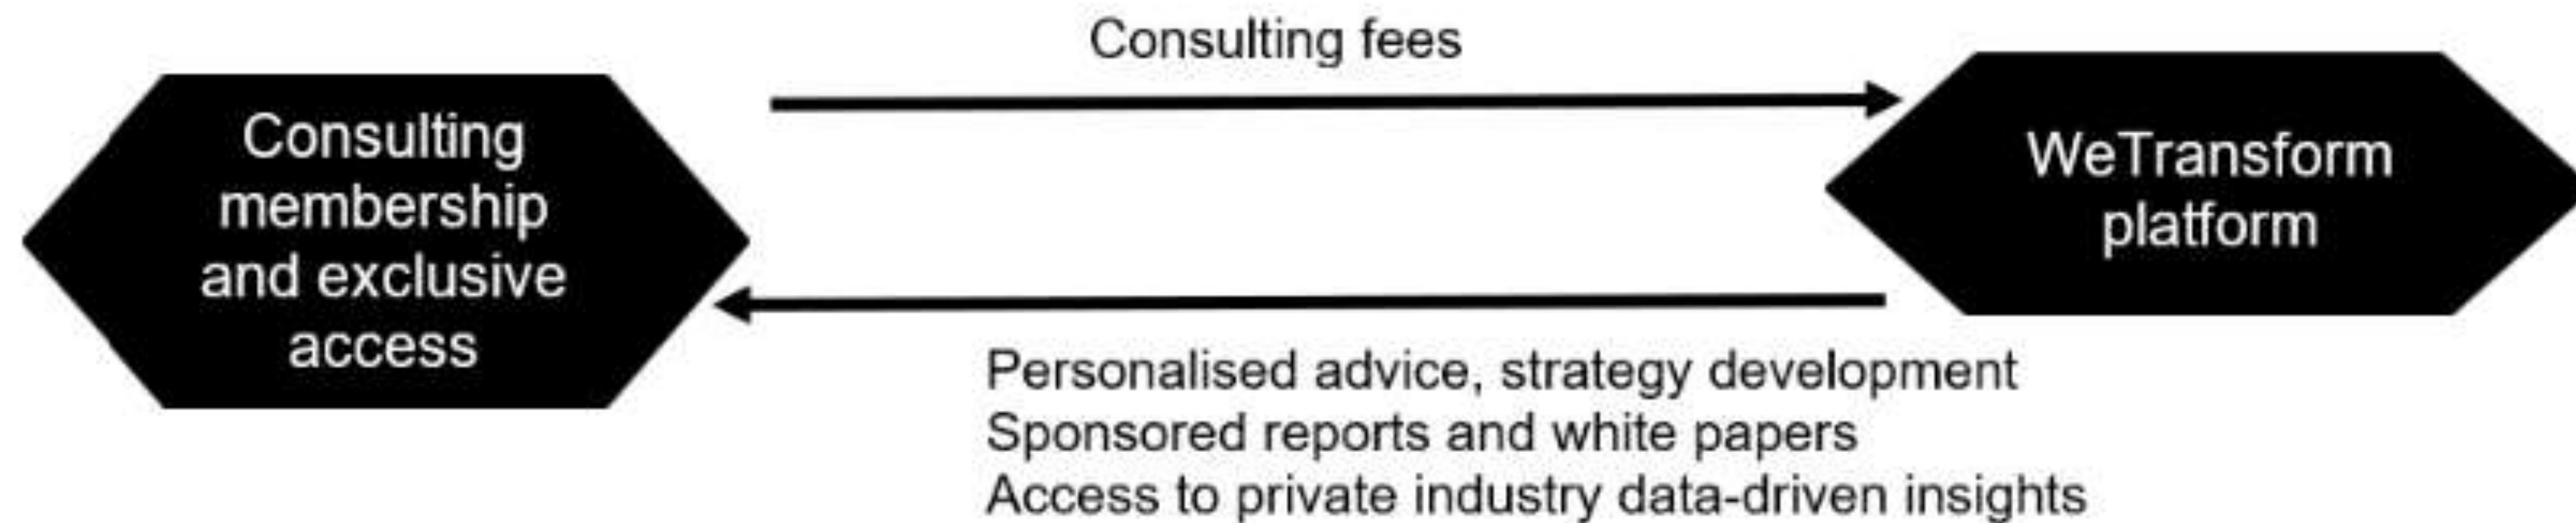 Consulting fees
Consulting
membership
and exclusive
access
WeTransform
platform
Personalised advice, strategy development
Sponsored reports and white papers
Access to private industry data-driven insights